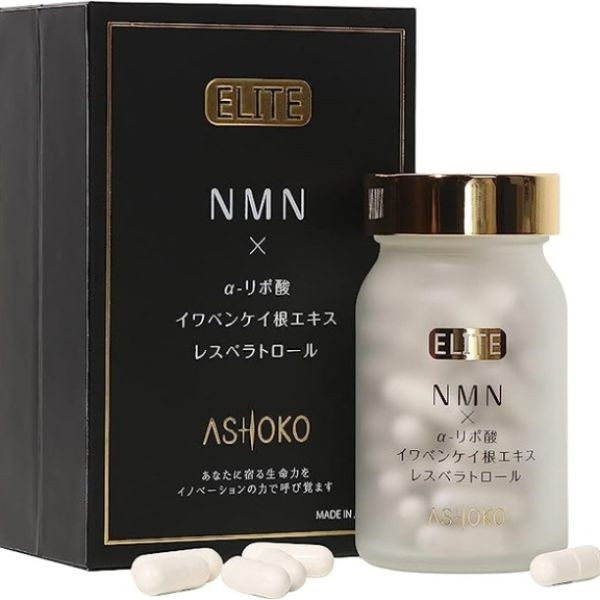 ELITE
NMN
×
α-リポ酸
イワベンケイ根エキス
レスベラトロール
ASHOKO
あなたに宿る生命力を
イノベーションの力で呼び覚ます
MADE IN
ELITE
NMN
×
α-リポ酸
イワベンケイ根エキス
レスベラトロール
ASHOKO